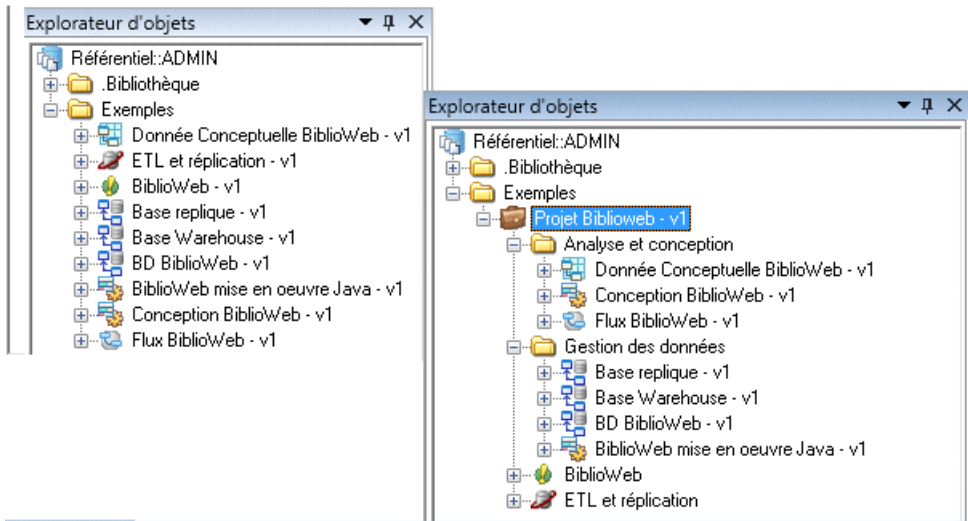 Explorateur d'objets
Référentiel::ADMIN
.Bibliothèque
Exemples
Donnée Conceptuelle BiblioWeb - v1
ETL et réplication - v1
BiblioWeb - v1
Base replique - v1
Base Warehouse - v1
BD BiblioWeb - v1
BiblioWeb mise en oeuvre Java - v1
Conception BiblioWeb - v1
Flux BiblioWeb - v1
Explorateur d'objets
Référentiel::ADMIN
.Bibliothèque
Exemples
Projet Biblioweb - v1
Analyse et conception
Donnée Conceptuelle BiblioWeb - v1
Conception BiblioWeb - v1
Flux BiblioWeb - v1
Gestion des données
Base replique - v1
Base Warehouse - v1
BD BiblioWeb - v1
BiblioWeb mise en oeuvre Java - v1
BiblioWeb
ETL et réplication